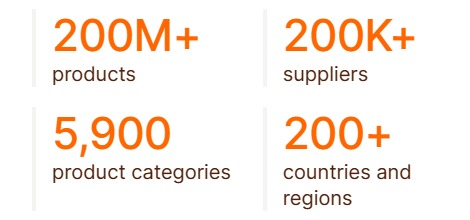 200M+
products
200K+
suppliers
5,900
product categories
200+
countries and
regions